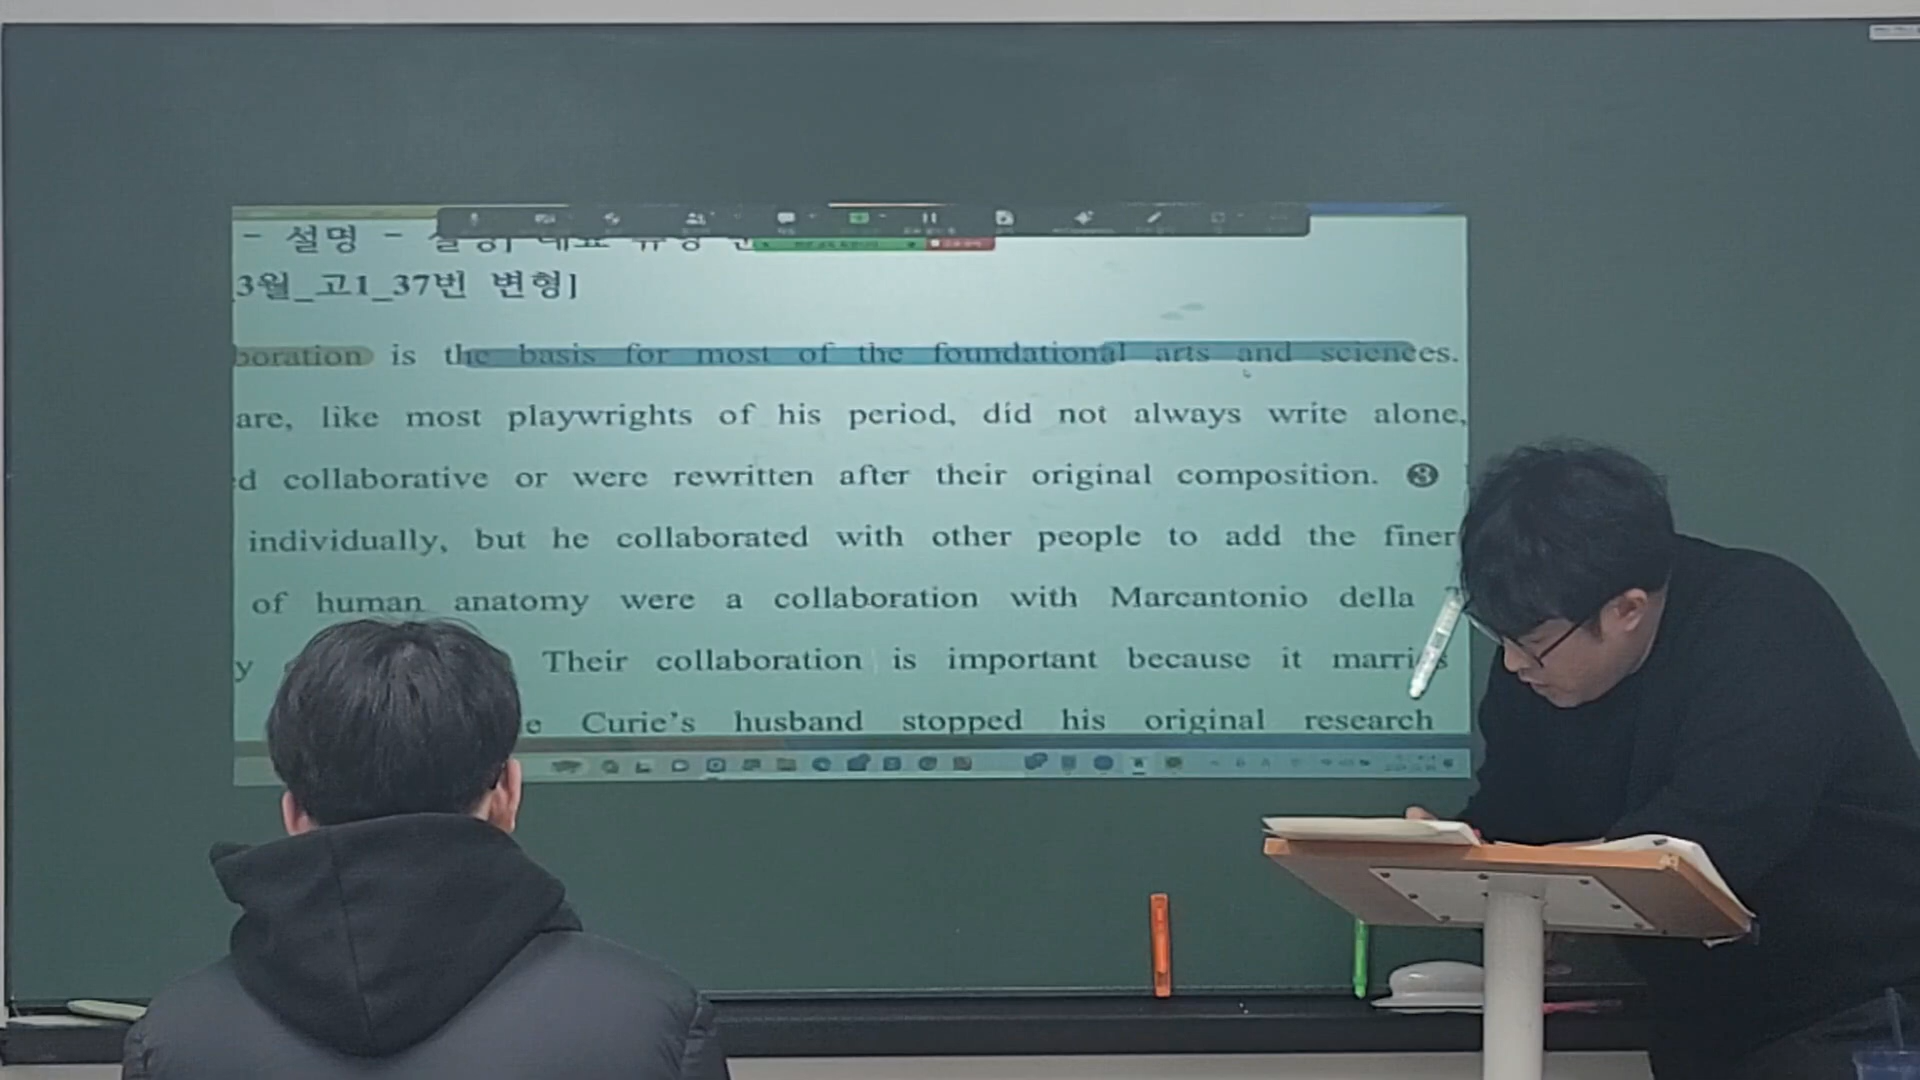 - 설명 -
3월_고1_37번 변형]
boration is the basis for most of the foundational arts and sciences.
are, like most playwrights of his period, did not always write alone,
d collaborative or were rewritten after their original composition. ❸
individually, but he collaborated with other people to add the finer
of human anatomy were a collaboration with Marcantonio della
y Their collaboration is important because it marries
e Curie's husband stopped his original research